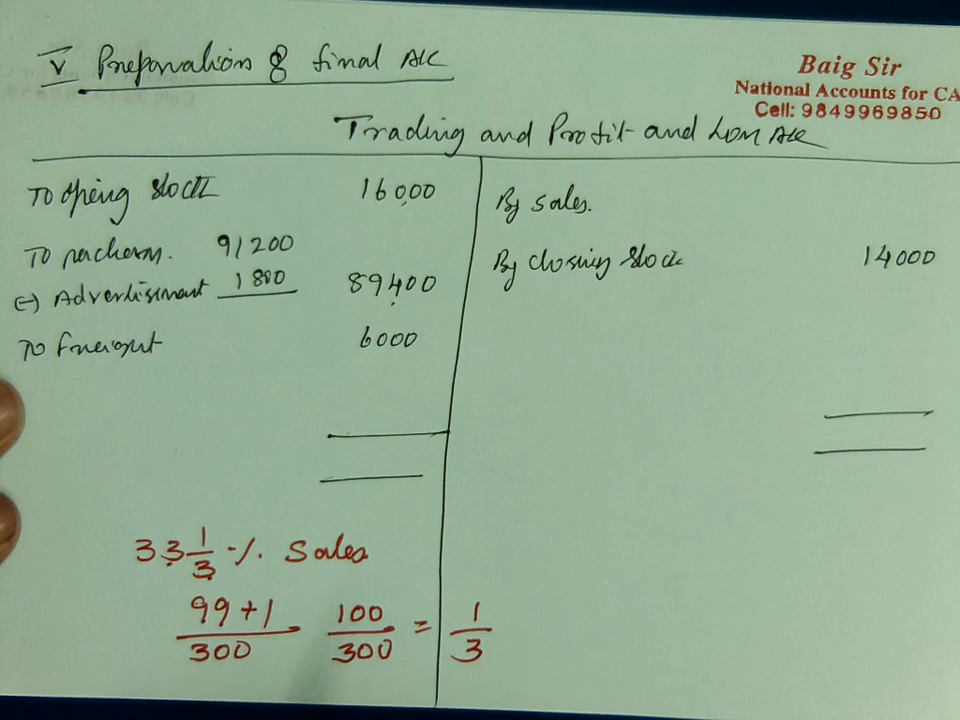 V Preparation of final A/c
Baig Sir
National Accounts for CA
Cell: 9849969850
Trading and Profit and Loss A/c
To opening stock 16000
By sales.
To purchases. 91200
(-) Advertisement 1800 89400
By closing stock 14000
To freight 6000
33 1/3 % Sales
99+1/300 100/300 = 1/3